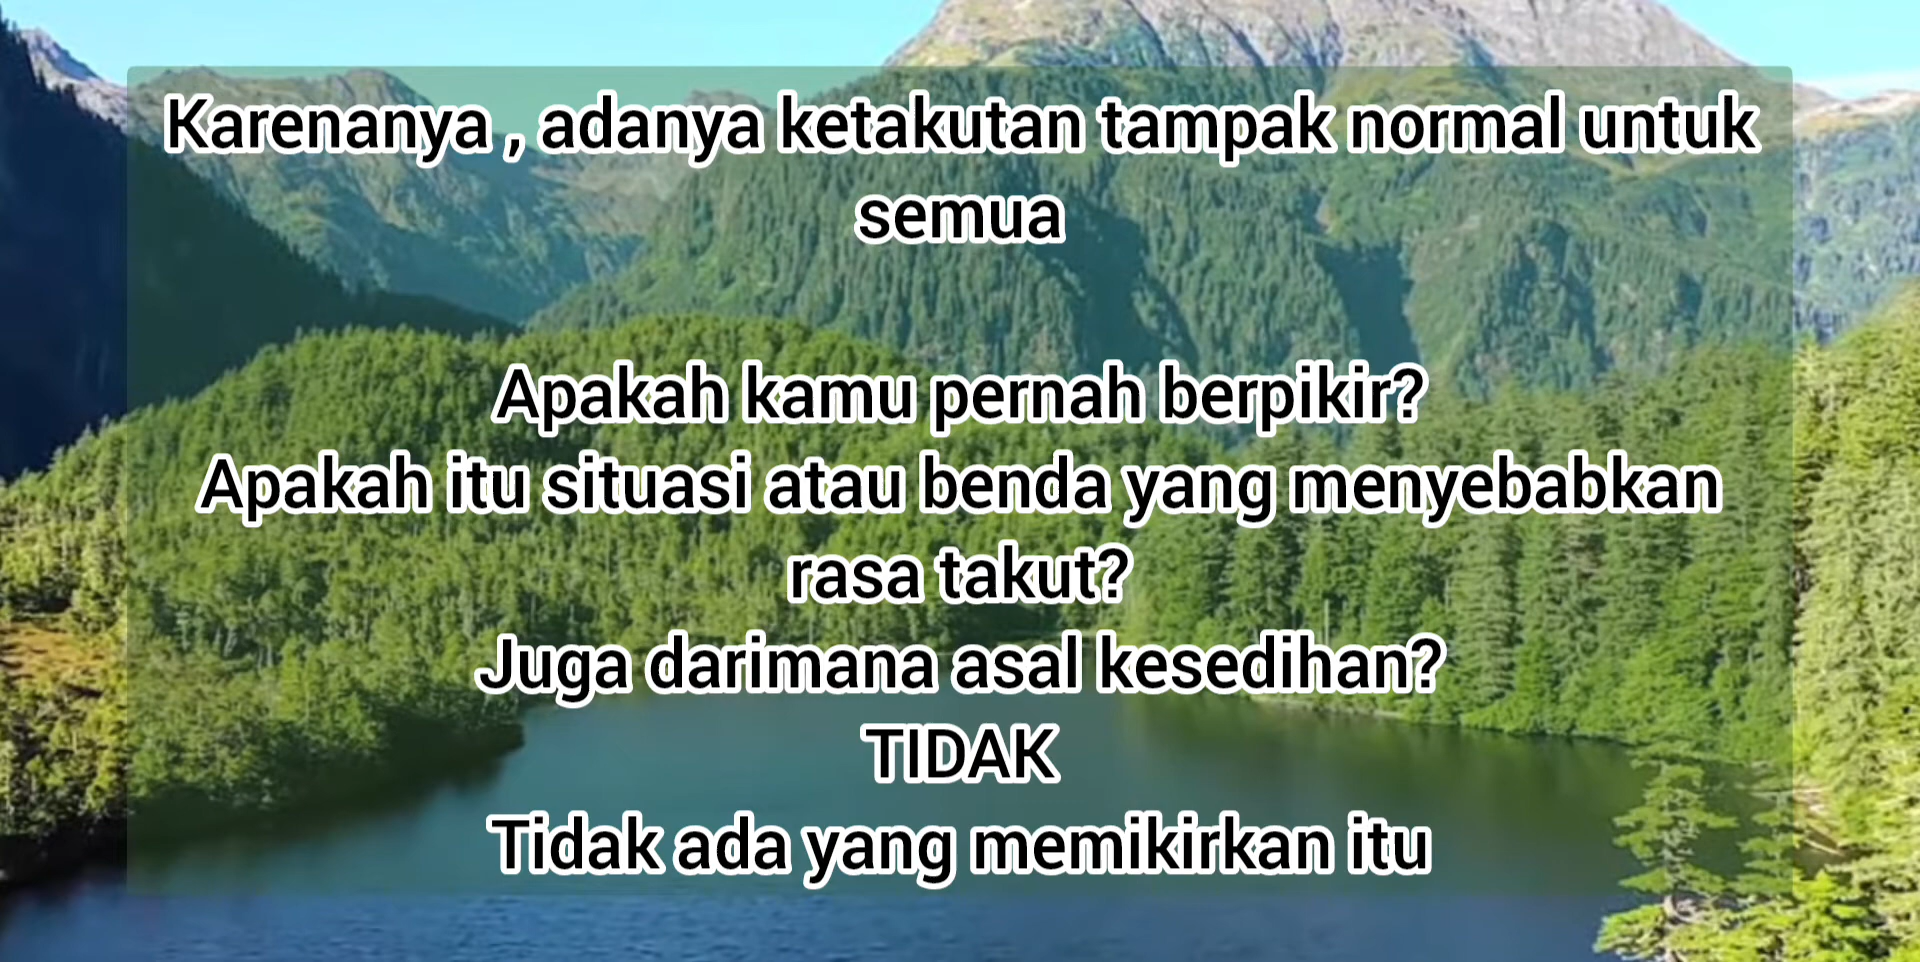 Karenanya , adanya ketakutan tampak normal untuk
semua
Apakah kamu pernah berpikir?
Apakah itu situasi atau benda yang menyebabkan
rasa takut?
Juga darimana asal kesedihan?
TIDAK
Tidak ada yang memikirkan itu